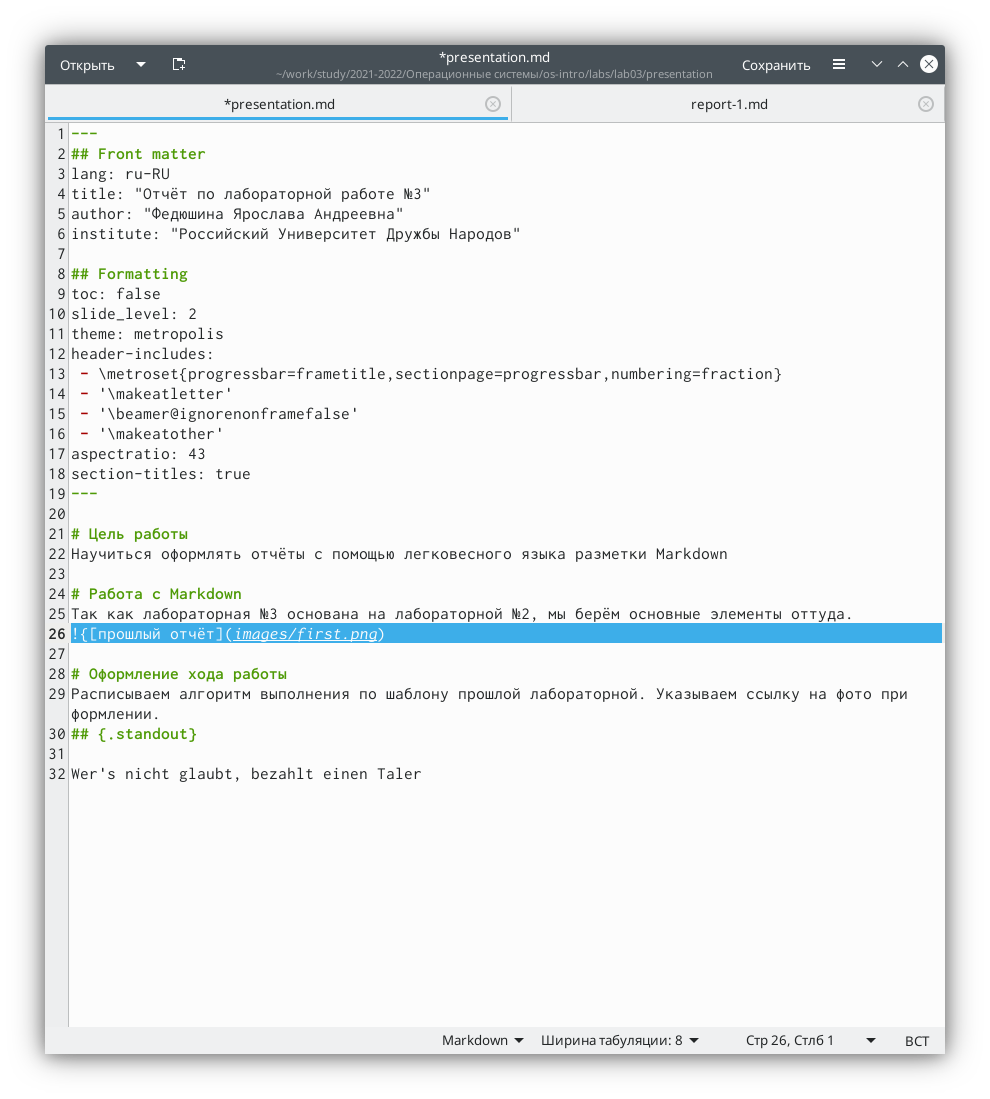 Открыть
*presentation.md
~/work/study/2021-2022/Операционные системы/os-intro/labs/lab03/presentation
Сохранить
*presentation.md
report-1.md
1 ---
2 ## Front matter
3 lang: ru-RU
4 title: "Отчёт по лабораторной работе №3"
5 author: "Федюшина Ярослава Андреевна"
6 institute: "Российский Университет Дружбы Народов"
7
8 ## Formatting
9 toc: false
10 slide_level: 2
11 theme: metropolis
12 header-includes:
13  - \metroset{progressbar=frametitle,sectionpage=progressbar,numbering=fraction}
14  - '\makeatletter'
15  - '\beamer@ignorenonframefalse'
16  - '\makeatother'
17 aspectratio: 43
18 section-titles: true
19 ---
20
21 # Цель работы
22 Научиться оформлять отчёты с помощью легковесного языка разметки Markdown
23
24 # Работа с Markdown
25 Так как лабораторная №3 основана на лабораторной №2, мы берём основные элементы оттуда.
26 !{[прошлый отчёт](images/first.png)
27
28 # Оформление хода работы
29 Расписываем алгоритм выполнения по шаблону прошлой лабораторной. Указываем ссылку на фото при
формлении.
30 ## {.standout}
31
32 Wer's nicht glaubt, bezahlt einen Taler
Markdown
Ширина табуляции: 8
Стр 26, Стлб 1
ВСТ